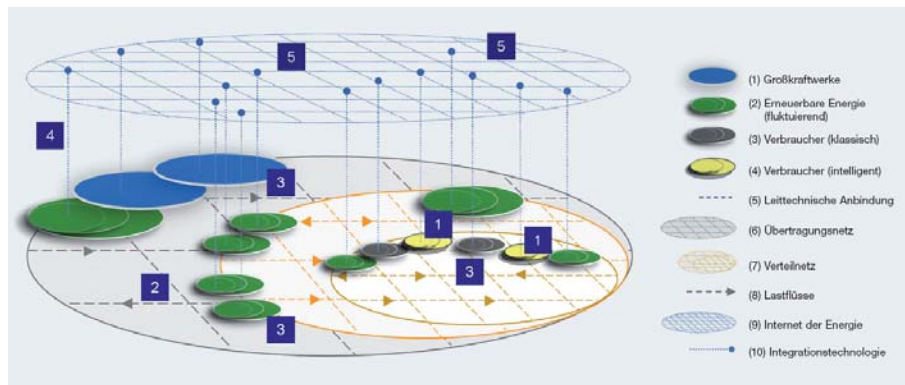 5
5
4
3
1
1
3
2
3
(1) Großkraftwerke
(2) Erneuerbare Energie
(fluktuierend)
(3) Verbraucher (klassisch)
(4) Verbraucher (intelligent)
(5) Leittechnische Anbindung
(6) Übertragungsnetz
(7) Verteilnetz
(8) Lastflüsse
(9) Internet der Energie
(10) Integrationstechnologie